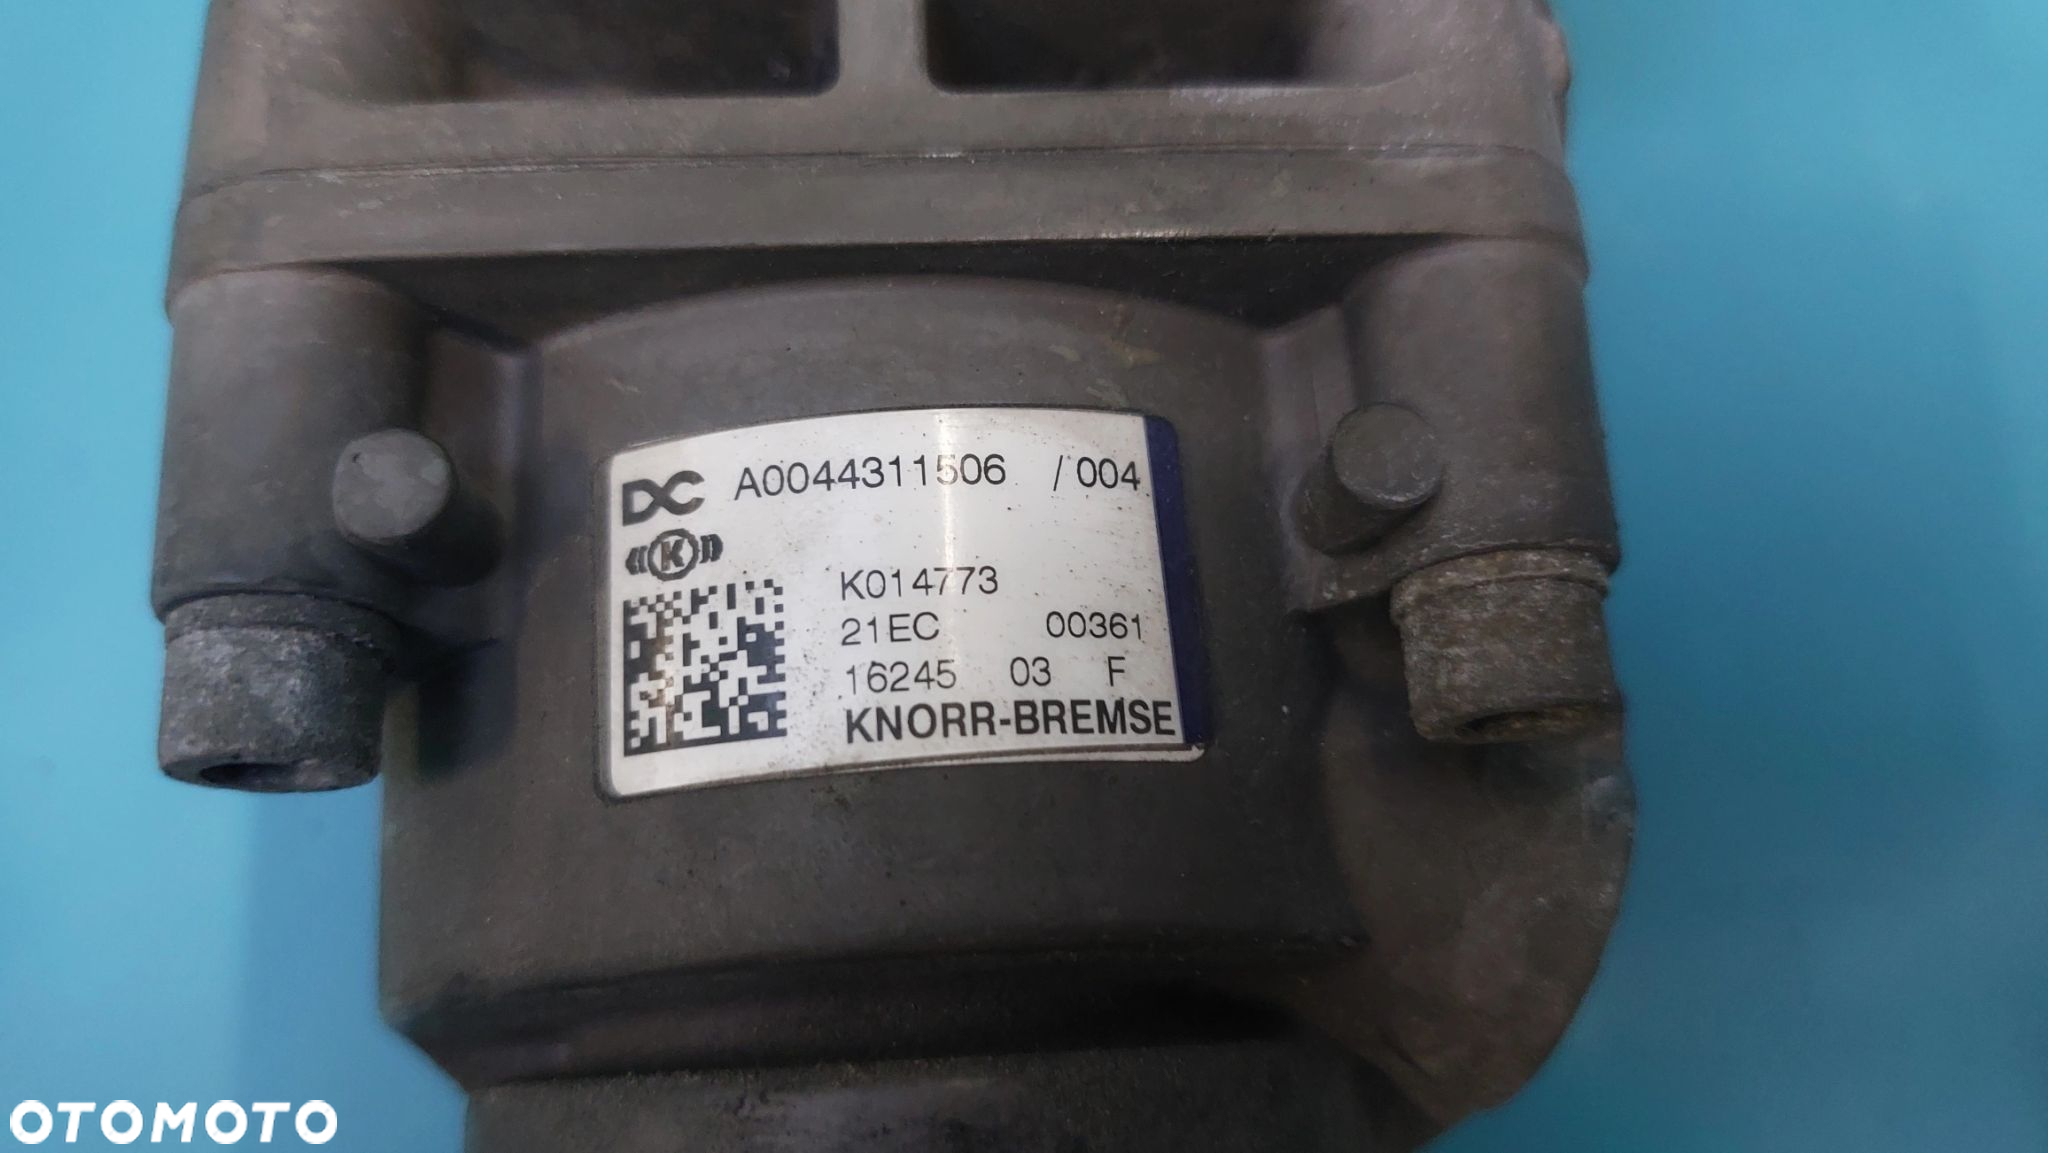 DC A0044311506 /004
K
K014773
21EC 00361
16245 03 F
KNORR-BREMSE
OTOMOTO